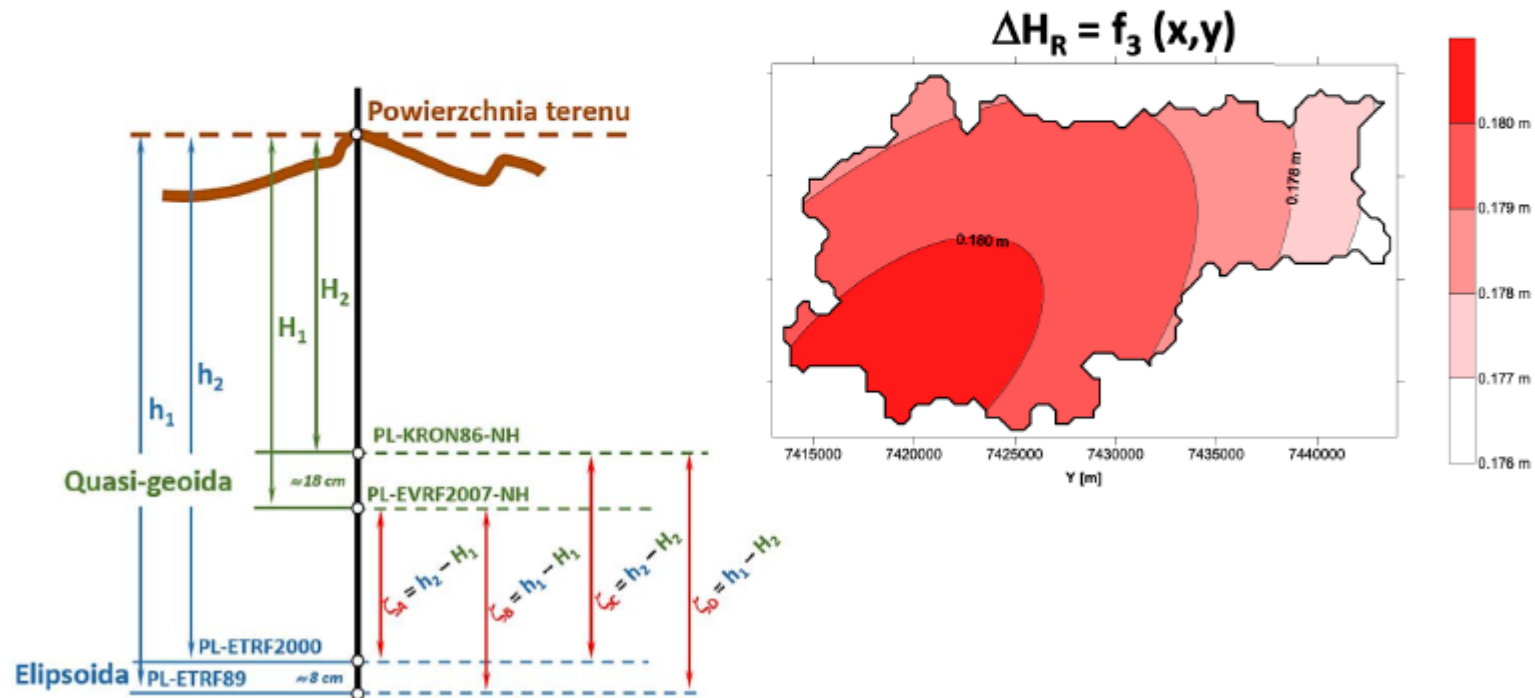 ΔH_R = f_3 (x,y)
Powierzchnia terenu
H_2
H_1
h_2
h_1
PL-KRON86-NH
Quasi-geoida
≈18 cm
PL-EVRF2007-NH
ζ_A = h_2 − H_1
ζ_B = h_1 − H_1
ζ_C = h_2 − H_2
ζ_D = h_1 − H_2
PL-ETRF2000
Elipsoida
PL-ETRF89
≈8 cm
0.180 m
0.178 m
7415000
7420000
7425000
7430000
7435000
7440000
Y [m]
0.180 m
0.179 m
0.178 m
0.177 m
0.176 m